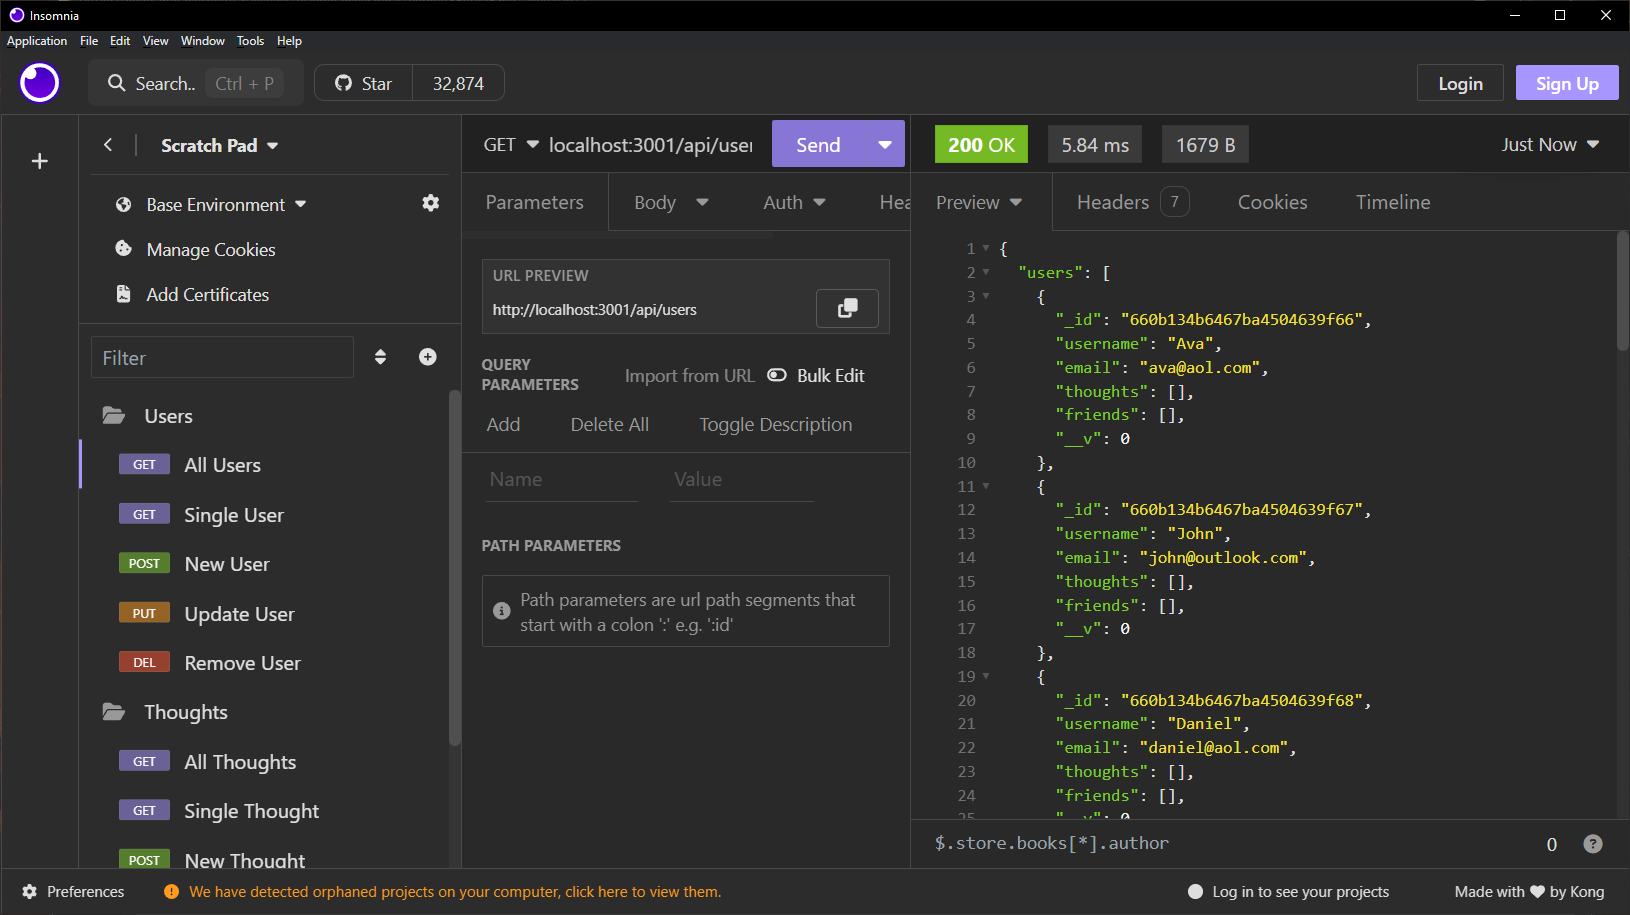 Insomnia
Application File Edit View Window Tools Help
Search.. Ctrl + P
Star 32,874
Login
Sign Up
Scratch Pad
Base Environment
Manage Cookies
Add Certificates
Filter
Users
GET All Users
GET Single User
POST New User
PUT Update User
DEL Remove User
Thoughts
GET All Thoughts
GET Single Thought
POST New Thought
GET localhost:3001/api/user
Send
Parameters Body Auth Hea
URL PREVIEW
http://localhost:3001/api/users
QUERY
PARAMETERS
Import from URL Bulk Edit
Add Delete All Toggle Description
Name Value
PATH PARAMETERS
Path parameters are url path segments that
start with a colon ':' e.g. ':id'
200 OK 5.84 ms 1679 B Just Now
Preview Headers 7 Cookies Timeline
1 {
2 "users": [
3 {
4 "_id": "660b134b6467ba4504639f66",
5 "username": "Ava",
6 "email": "ava@aol.com",
7 "thoughts": [],
8 "friends": [],
9 "__v": 0
10 },
11 {
12 "_id": "660b134b6467ba4504639f67",
13 "username": "John",
14 "email": "john@outlook.com",
15 "thoughts": [],
16 "friends": [],
17 "__v": 0
18 },
19 {
20 "_id": "660b134b6467ba4504639f68",
21 "username": "Daniel",
22 "email": "daniel@aol.com",
23 "thoughts": [],
24 "friends": [],
25 "__v": 0
$.store.books[*].author 0
Preferences
We have detected orphaned projects on your computer, click here to view them.
Log in to see your projects
Made with ❤ by Kong